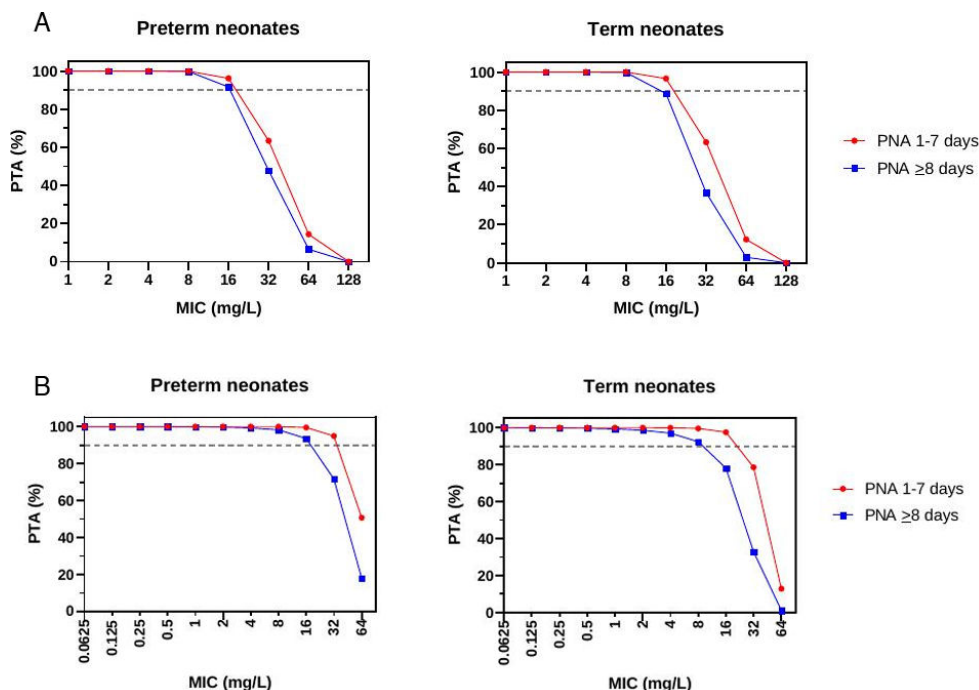 A
Preterm neonates
Term neonates
100
80
60
40
20
0
PTA (%)
1 2 4 8 16 32 64 128
MIC (mg/L)
100
80
60
40
20
0
PTA (%)
1 2 4 8 16 32 64 128
MIC (mg/L)
PNA 1-7 days
PNA ≥8 days
B
Preterm neonates
Term neonates
100
80
60
40
20
0
PTA (%)
0.0625 0.125 0.25 0.5 1 2 4 8 16 32 64
MIC (mg/L)
100
80
60
40
20
0
PTA (%)
0.0625 0.125 0.25 0.5 1 2 4 8 16 32 64
MIC (mg/L)
PNA 1-7 days
PNA ≥8 days